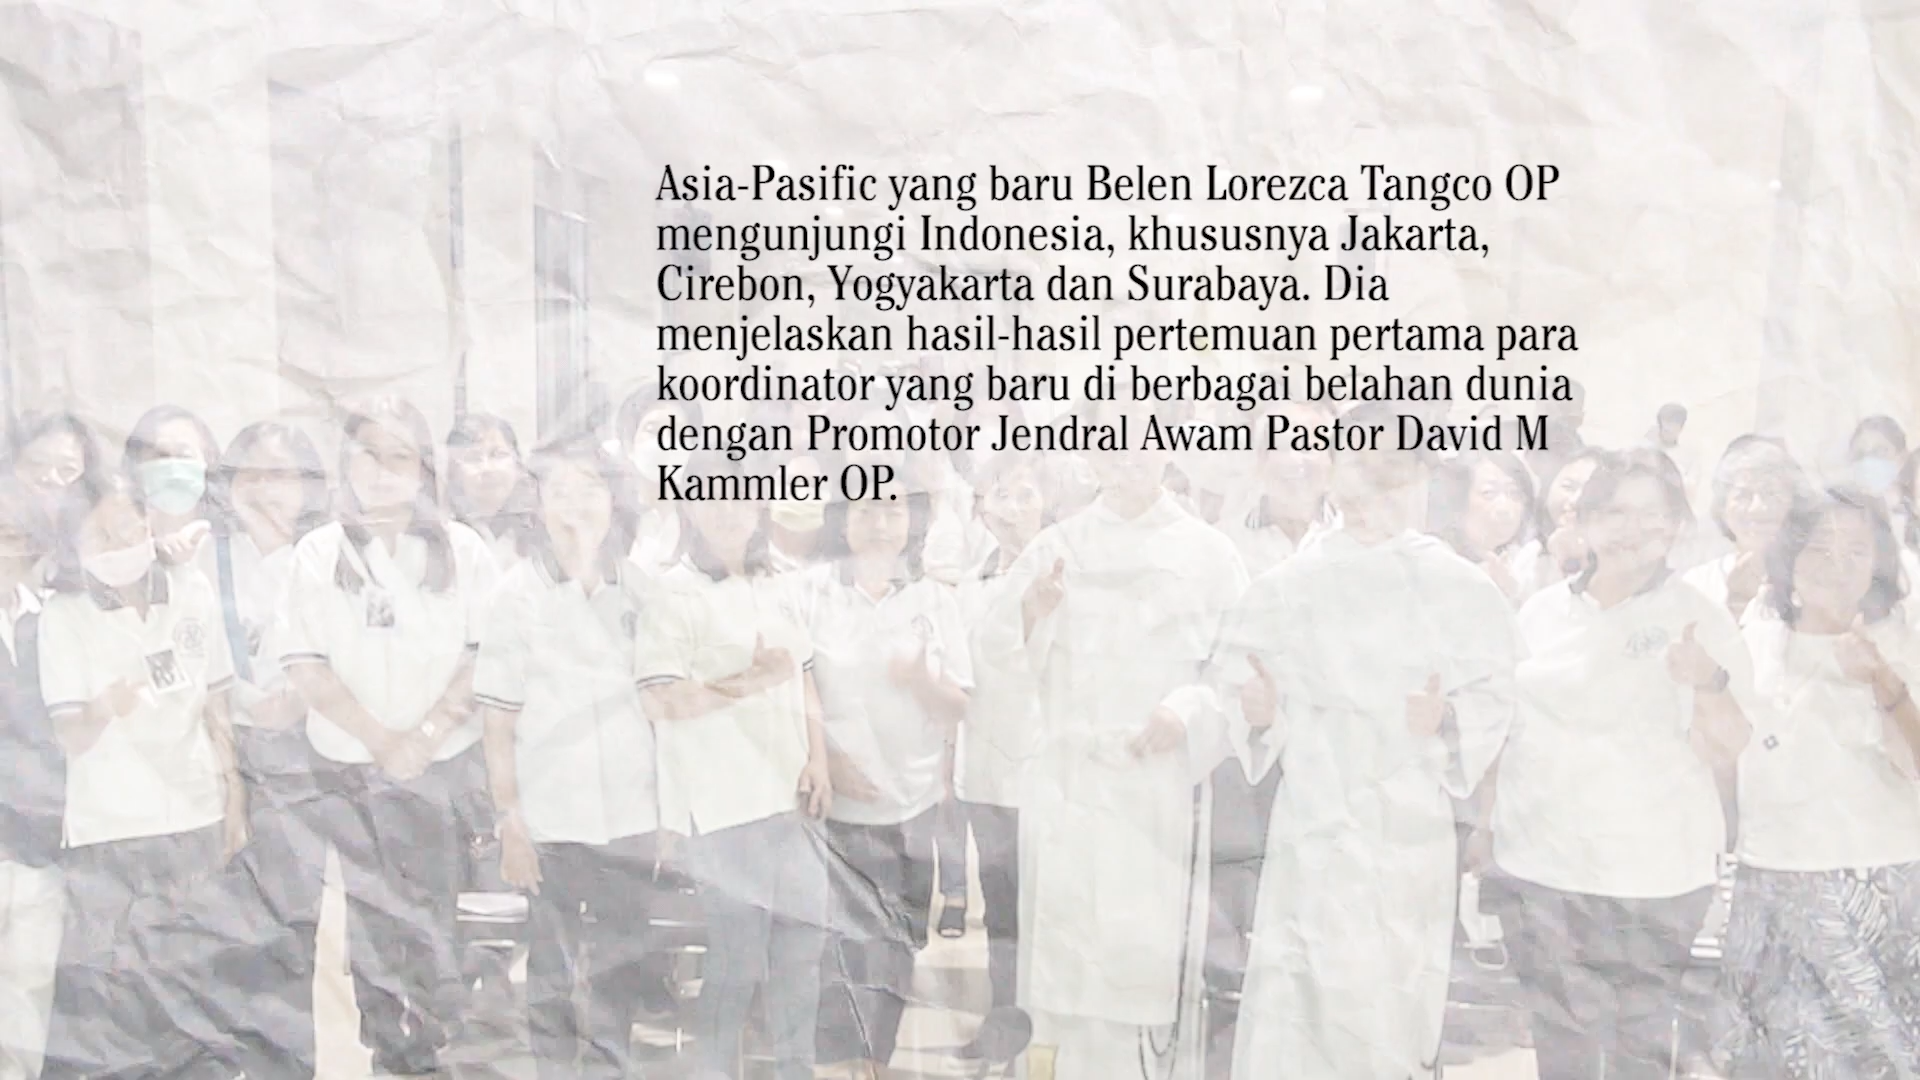 Asia-Pasific yang baru Belen Lorezca Tangco OP
mengunjungi Indonesia, khususnya Jakarta,
Cirebon, Yogyakarta dan Surabaya. Dia
menjelaskan hasil-hasil pertemuan pertama para
koordinator yang baru di berbagai belahan dunia
dengan Promotor Jendral Awam Pastor David M
Kammler OP.